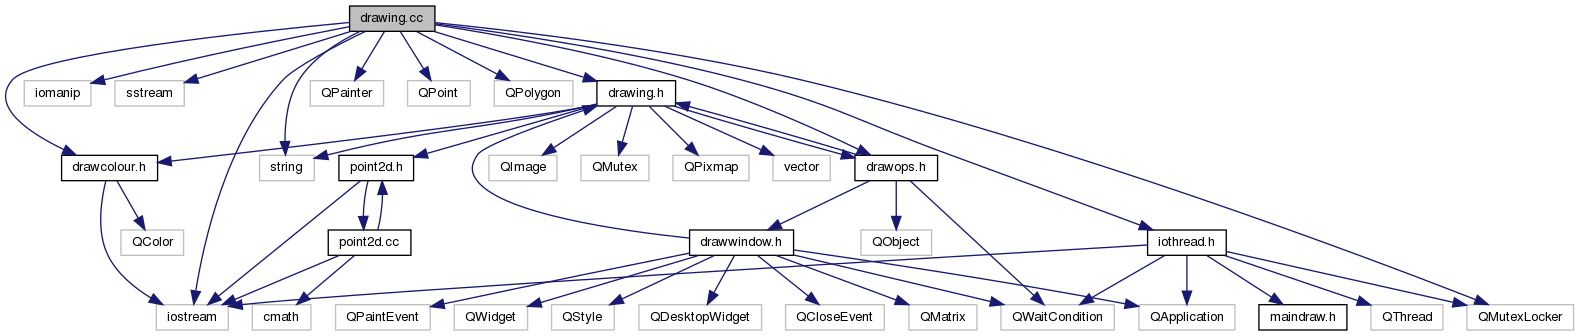 drawing.cc
iomanip
sstream
QPainter
QPoint
QPolygon
drawing.h
drawcolour.h
string
point2d.h
QImage
QMutex
QPixmap
vector
drawops.h
QColor
point2d.cc
drawwindow.h
QObject
iothread.h
iostream
cmath
QPaintEvent
QWidget
QStyle
QDesktopWidget
QCloseEvent
QMatrix
QWaitCondition
QApplication
maindraw.h
QThread
QMutexLocker